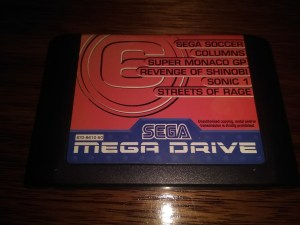 6
SEGA SOCCER
COLUMNS
SUPER MONACO GP
REVENGE OF SHINOBI
SONIC 1
STREETS OF RAGE
SEGA
MEGA DRIVE